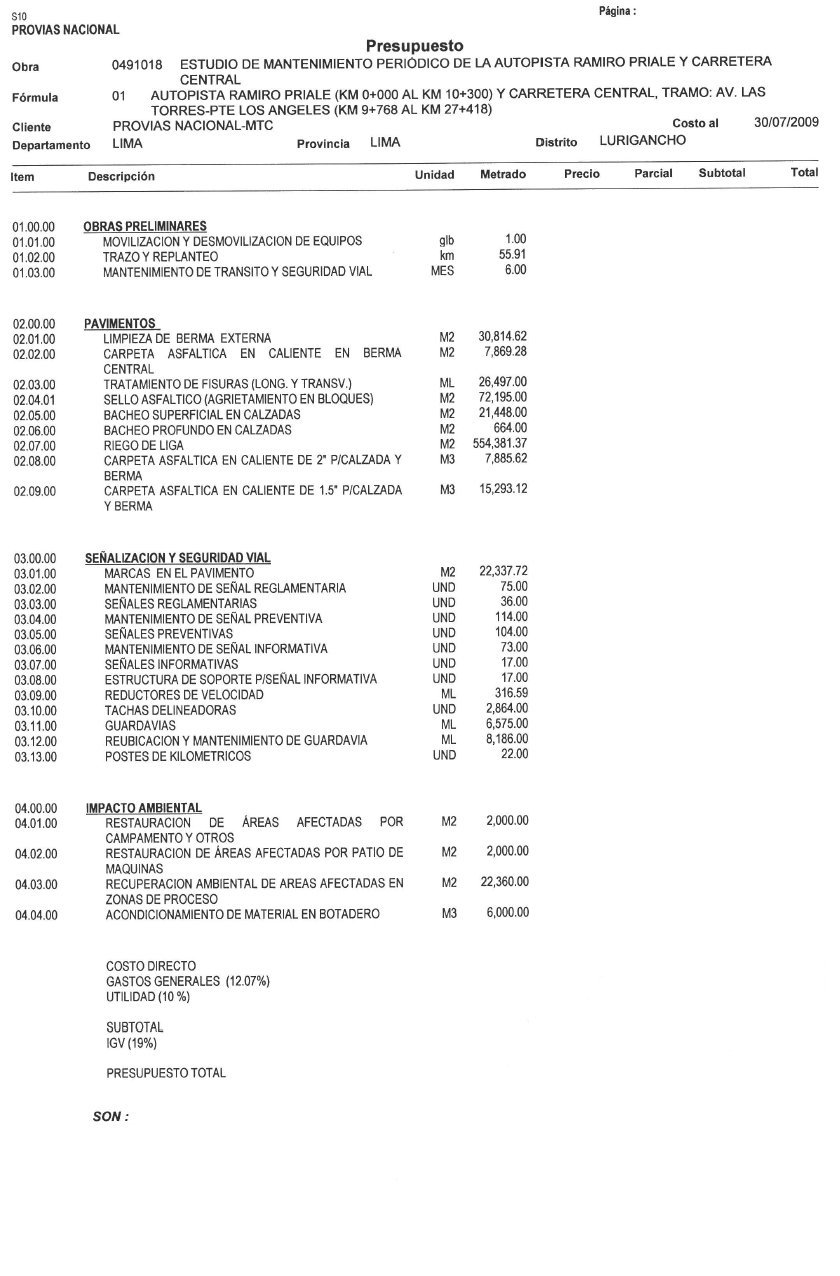 S10
Página :
PROVIAS NACIONAL
Presupuesto
Obra 0491018 ESTUDIO DE MANTENIMIENTO PERIÓDICO DE LA AUTOPISTA RAMIRO PRIALE Y CARRETERA
CENTRAL
Fórmula 01 AUTOPISTA RAMIRO PRIALE (KM 0+000 AL KM 10+300) Y CARRETERA CENTRAL, TRAMO: AV. LAS
TORRES-PTE LOS ANGELES (KM 9+768 AL KM 27+418)
Cliente PROVIAS NACIONAL-MTC Costo al 30/07/2009
Departamento LIMA Provincia LIMA Distrito LURIGANCHO
Item Descripción Unidad Metrado Precio Parcial Subtotal Total
01.00.00 OBRAS PRELIMINARES
01.01.00 MOVILIZACION Y DESMOVILIZACION DE EQUIPOS glb 1.00
01.02.00 TRAZO Y REPLANTEO km 55.91
01.03.00 MANTENIMIENTO DE TRANSITO Y SEGURIDAD VIAL MES 6.00
02.00.00 PAVIMENTOS
02.01.00 LIMPIEZA DE BERMA EXTERNA M2 30,814.62
02.02.00 CARPETA ASFALTICA EN CALIENTE EN BERMA M2 7,869.28
CENTRAL
02.03.00 TRATAMIENTO DE FISURAS (LONG. Y TRANSV.) ML 26,497.00
02.04.01 SELLO ASFALTICO (AGRIETAMIENTO EN BLOQUES) M2 72,195.00
02.05.00 BACHEO SUPERFICIAL EN CALZADAS M2 21,448.00
02.06.00 BACHEO PROFUNDO EN CALZADAS M2 664.00
02.07.00 RIEGO DE LIGA M2 554,381.37
02.08.00 CARPETA ASFALTICA EN CALIENTE DE 2" P/CALZADA Y M3 7,885.62
BERMA
02.09.00 CARPETA ASFALTICA EN CALIENTE DE 1.5" P/CALZADA M3 15,293.12
Y BERMA
03.00.00 SEÑALIZACION Y SEGURIDAD VIAL
03.01.00 MARCAS EN EL PAVIMENTO M2 22,337.72
03.02.00 MANTENIMIENTO DE SEÑAL REGLAMENTARIA UND 75.00
03.03.00 SEÑALES REGLAMENTARIAS UND 36.00
03.04.00 MANTENIMIENTO DE SEÑAL PREVENTIVA UND 114.00
03.05.00 SEÑALES PREVENTIVAS UND 104.00
03.06.00 MANTENIMIENTO DE SEÑAL INFORMATIVA UND 73.00
03.07.00 SEÑALES INFORMATIVAS UND 17.00
03.08.00 ESTRUCTURA DE SOPORTE P/SEÑAL INFORMATIVA UND 17.00
03.09.00 REDUCTORES DE VELOCIDAD ML 316.59
03.10.00 TACHAS DELINEADORAS UND 2,864.00
03.11.00 GUARDAVIAS ML 6,575.00
03.12.00 REUBICACION Y MANTENIMIENTO DE GUARDAVIA ML 8,186.00
03.13.00 POSTES DE KILOMETRICOS UND 22.00
04.00.00 IMPACTO AMBIENTAL
04.01.00 RESTAURACION DE ÁREAS AFECTADAS POR M2 2,000.00
CAMPAMENTO Y OTROS
04.02.00 RESTAURACION DE ÁREAS AFECTADAS POR PATIO DE M2 2,000.00
MAQUINAS
04.03.00 RECUPERACION AMBIENTAL DE AREAS AFECTADAS EN M2 22,360.00
ZONAS DE PROCESO
04.04.00 ACONDICIONAMIENTO DE MATERIAL EN BOTADERO M3 6,000.00
COSTO DIRECTO
GASTOS GENERALES (12.07%)
UTILIDAD (10 %)
SUBTOTAL
IGV (19%)
PRESUPUESTO TOTAL
SON :